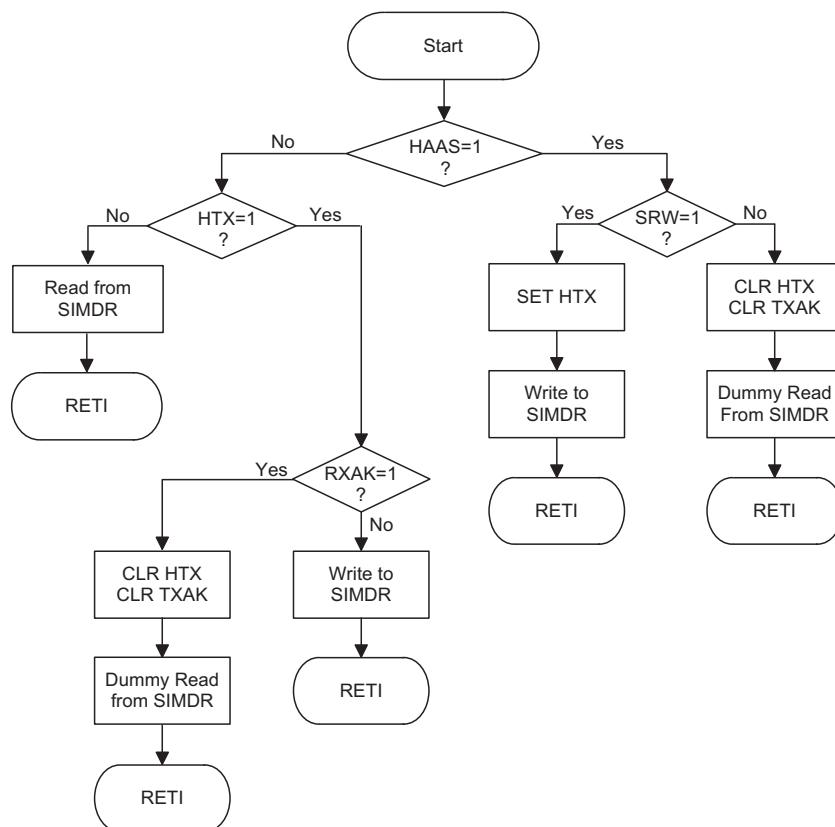 Start
HAAS=1
?
No
Yes
HTX=1
?
No
Yes
SRW=1
?
Yes
No
Read from
SIMDR
SET HTX
CLR HTX
CLR TXAK
RETI
Write to
SIMDR
Dummy Read
From SIMDR
RXAK=1
?
Yes
No
RETI
RETI
CLR HTX
CLR TXAK
Write to
SIMDR
Dummy Read
from SIMDR
RETI
RETI